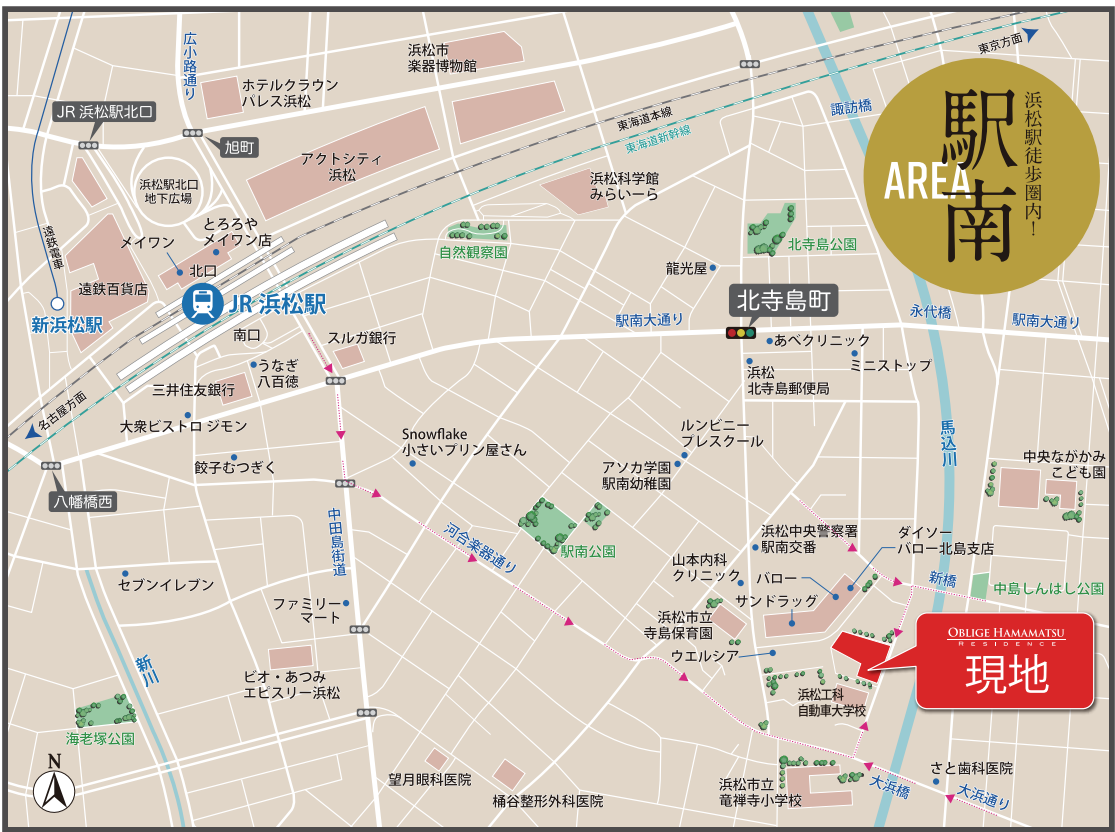 広小路通り
浜松市
楽器博物館
東京方面
ホテルクラウン
パレス浜松
諏訪橋
浜松駅徒歩圏内!
駅南
AREA
JR 浜松駅北口
旭町
東海道本線
東海道新幹線
アクトシティ
浜松
浜松駅北口
地下広場
浜松科学館
みらいーら
とろろや
メイワン店
メイワン
遠鉄電車
自然観察園
北寺島公園
北口
龍光屋
遠鉄百貨店
JR 浜松駅
北寺島町
新浜松駅
南口
スルガ銀行
駅南大通り
永代橋
駅南大通り
あべクリニック
ミニストップ
浜松
北寺島郵便局
うなぎ
八百徳
三井住友銀行
名古屋方面
大衆ビストロ ジモン
Snowflake
小さいプリン屋さん
ルンビニー
プレスクール
馬込川
餃子むつぎく
アソカ学園
駅南幼稚園
中央ながかみ
こども園
八幡橋西
中田島街道
河合楽器通り
駅南公園
浜松中央警察署
駅南交番
ダイソー
バロー北島支店
山本内科
クリニック
バロー
新橋
中島しんはし公園
セブンイレブン
ファミリー
マート
サンドラッグ
浜松市立
寺島保育園
ウエルシア
OBLIGE HAMAMATSU
RESIDENCE
現地
新川
ビオ・あつみ
エピスリー浜松
浜松工科
自動車大学校
海老塚公園
N
望月眼科医院
桶谷整形外科医院
浜松市立
竜禅寺小学校
大浜橋
さと歯科医院
大浜通り